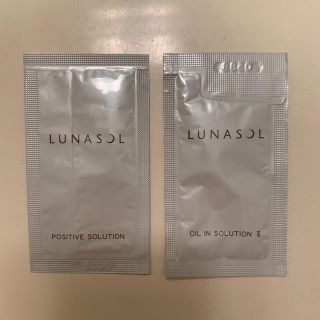 LUNASOL
POSITIVE SOLUTION
LUNASOL
OIL IN SOLUTION II